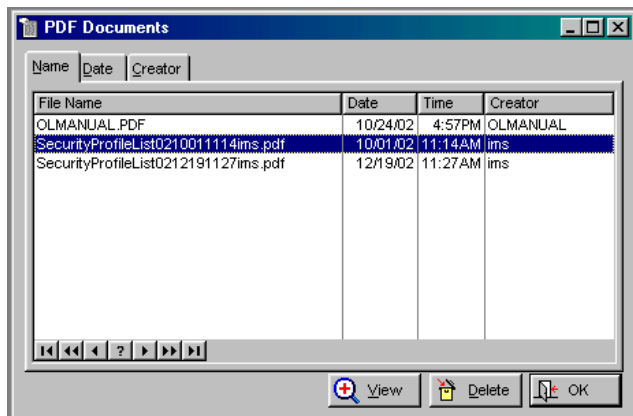 PDF Documents
Name Date Creator
File Name Date Time Creator
OLMANUAL.PDF 10/24/02 4:57PM OLMANUAL
SecurityProfileList0210011114ims.pdf 10/01/02 11:14AM ims
SecurityProfileList0212191127ims.pdf 12/19/02 11:27AM ims
?
View Delete OK